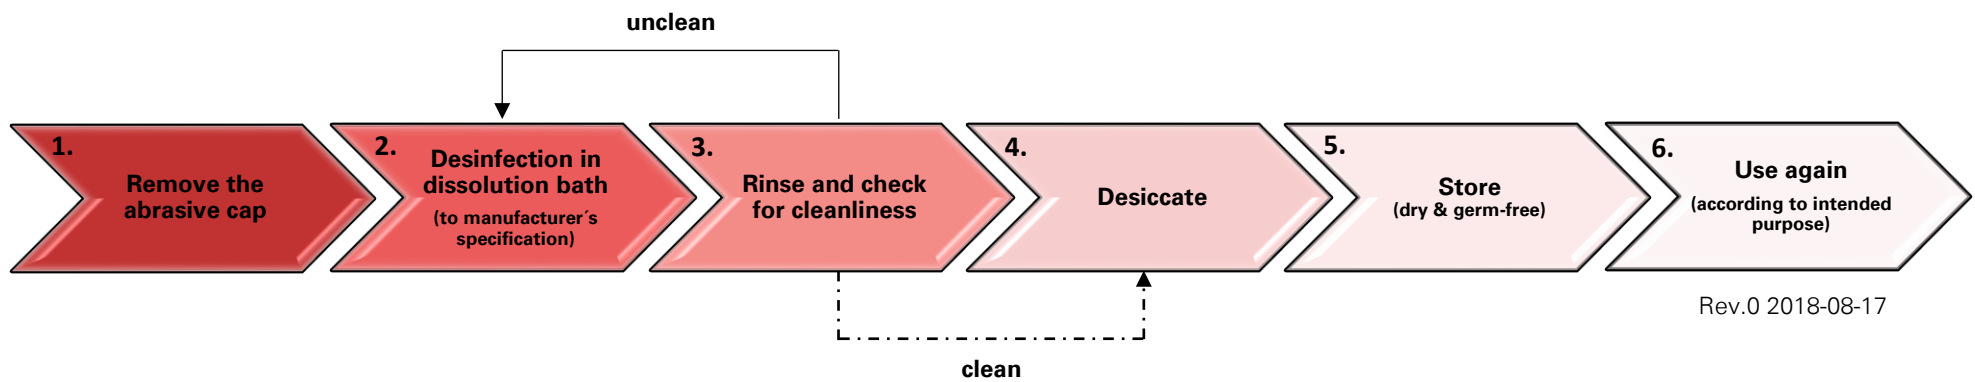 unclean
1.
Remove the
abrasive cap
2.
Desinfection in
dissolution bath
(to manufacturer´s
specification)
3.
Rinse and check
for cleanliness
4.
Desiccate
5.
Store
(dry & germ-free)
6.
Use again
(according to intended
purpose)
Rev.0 2018-08-17
clean